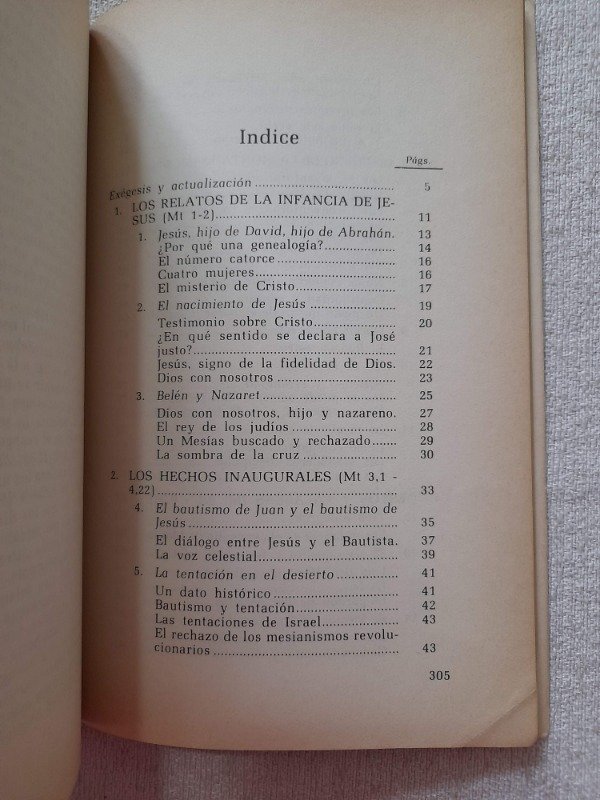 Indice
Págs.
Exégesis y actualización ........ 5
1. LOS RELATOS DE LA INFANCIA DE JE-
SUS (Mt 1-2) ........ 11
1. Jesús, hijo de David, hijo de Abrahán. 13
¿Por qué una genealogía? ........ 14
El número catorce ........ 16
Cuatro mujeres ........ 16
El misterio de Cristo ........ 17
2. El nacimiento de Jesús ........ 19
Testimonio sobre Cristo ........ 20
¿En qué sentido se declara a José
justo? ........ 21
Jesús, signo de la fidelidad de Dios. 22
Dios con nosotros ........ 23
3. Belén y Nazaret ........ 25
Dios con nosotros, hijo y nazareno. 27
El rey de los judíos ........ 28
Un Mesías buscado y rechazado ........ 29
La sombra de la cruz ........ 30
2. LOS HECHOS INAUGURALES (Mt 3,1 -
4,22) ........ 33
4. El bautismo de Juan y el bautismo de
Jesús ........ 35
El diálogo entre Jesús y el Bautista. 37
La voz celestial ........ 39
5. La tentación en el desierto ........ 41
Un dato histórico ........ 41
Bautismo y tentación ........ 42
Las tentaciones de Israel ........ 43
El rechazo de los mesianismos revolu-
cionarios ........ 43
305